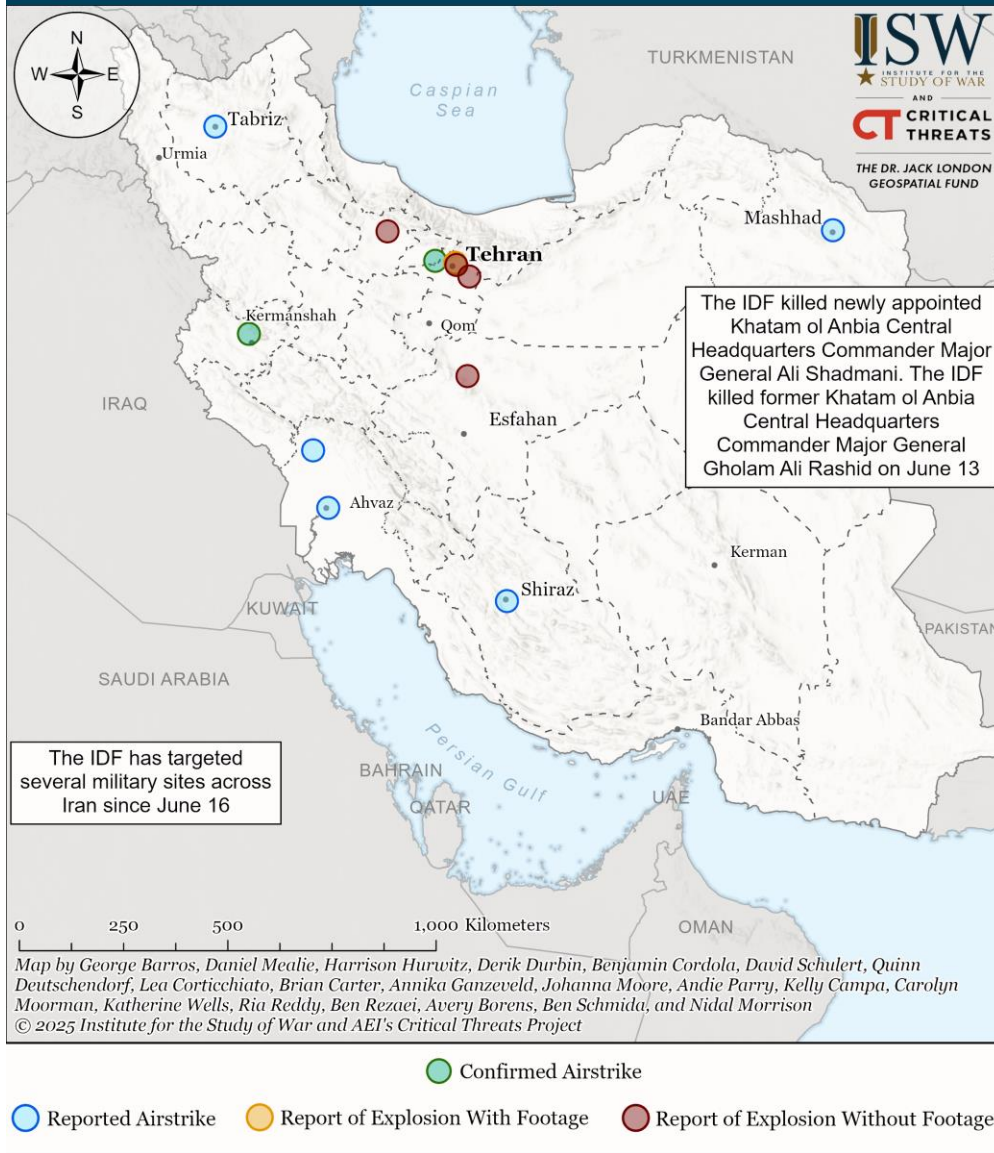 N
W E
S
Caspian
Sea
TURKMENISTAN
ISW
INSTITUTE FOR THE
STUDY OF WAR
AND
CT CRITICAL
THREATS
THE DR. JACK LONDON
GEOSPATIAL FUND
Tabriz
Urmia
Mashhad
Tehran
Kermanshah
Qom
The IDF killed newly appointed
Khatam ol Anbia Central
Headquarters Commander Major
General Ali Shadmani. The IDF
killed former Khatam ol Anbia
Central Headquarters
Commander Major General
Gholam Ali Rashid on June 13
IRAQ
Esfahan
Ahvaz
Kerman
Shiraz
KUWAIT
PAKISTAN
SAUDI ARABIA
Bandar Abbas
The IDF has targeted
several military sites across
Iran since June 16
Persian Gulf
BAHRAIN
QATAR
UAE
OMAN
0 250 500 1,000 Kilometers
Map by George Barros, Daniel Mealie, Harrison Hurwitz, Derik Durbin, Benjamin Cordola, David Schulert, Quinn
Deutschendorf, Lea Corticchiato, Brian Carter, Annika Ganzeveld, Johanna Moore, Andie Parry, Kelly Campa, Carolyn
Moorman, Katherine Wells, Ria Reddy, Ben Rezaei, Avery Borens, Ben Schmida, and Nidal Morrison
© 2025 Institute for the Study of War and AEI's Critical Threats Project
Confirmed Airstrike
Reported Airstrike Report of Explosion With Footage Report of Explosion Without Footage